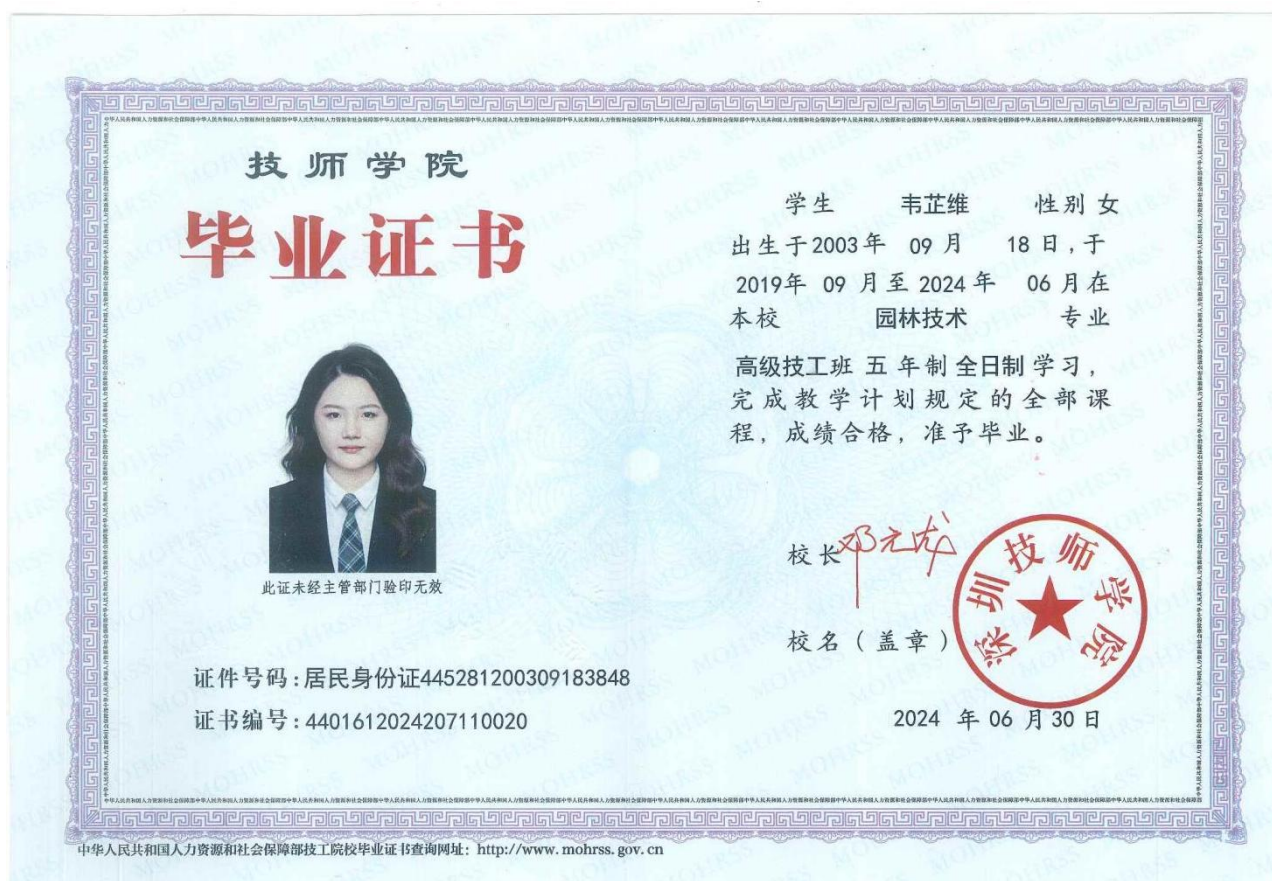 技师学院
毕业证书
此证未经主管部门验印无效
证件号码:居民身份证445281200309183848
证书编号:4401612024207110020
学生 韦芷维 性别 女
出生于2003年 09 月 18 日,于
2019年 09 月至 2024 年 06 月在
本校 园林技术 专业
高级技工班 五 年制 全日制 学习,
完成教学计划规定的全部课
程,成绩合格,准予毕业。
校长 邓元龙
校名(盖章)
深圳技师学院
2024 年 06 月 30 日
中华人民共和国人力资源和社会保障部技工院校毕业证书查询网址: http://www.mohrss.gov.cn
MOHRSS